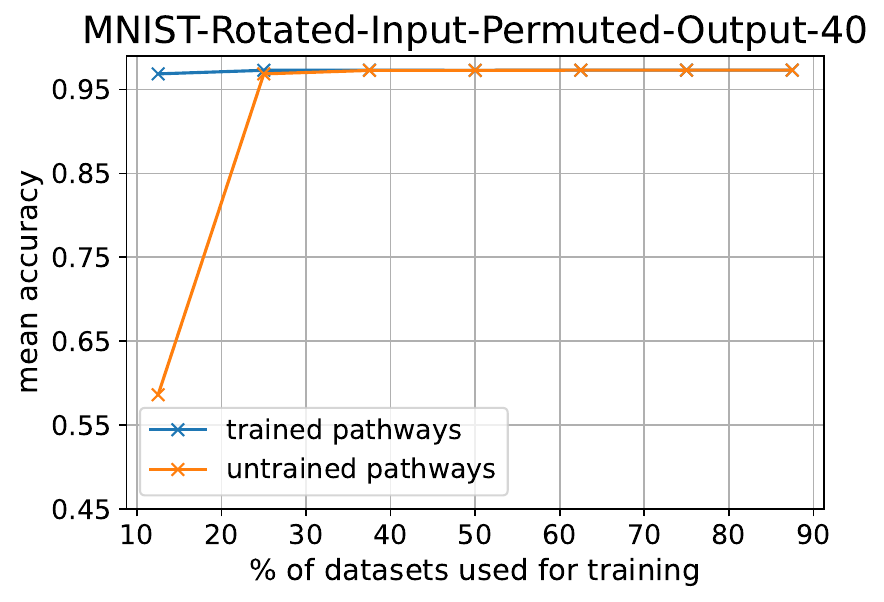 MNIST-Rotated-Input-Permuted-Output-40
mean accuracy
0.95
0.85
0.75
0.65
0.55
0.45
trained pathways
untrained pathways
10 20 30 40 50 60 70 80 90
% of datasets used for training